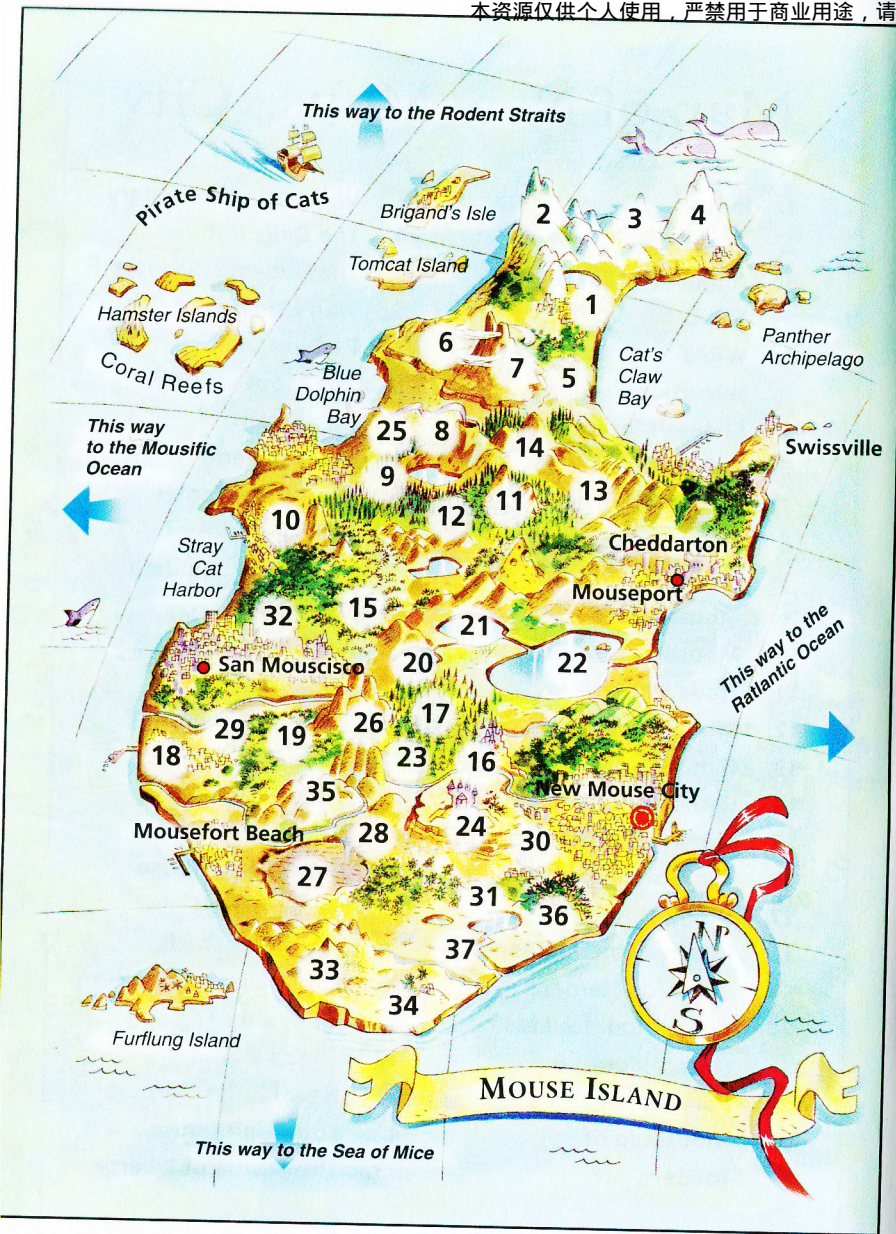 本资源仅供个人使用，严禁用于商业用途，请
This way to the Rodent Straits
Pirate Ship of Cats
Brigand's Isle
2
3
4
Tomcat Island
Hamster Islands
Coral Reefs
1
Panther
Archipelago
6
7
5
Cat's
Claw
Bay
Blue
Dolphin
Bay
This way
to the Mousific
Ocean
25
8
14
Swissville
9
11
13
10
12
Cheddarton
Stray
Cat
Harbor
Mouseport
32
15
21
San Mouscisco
20
22
This way to the
Ratlantic Ocean
29
19
26
17
18
23
16
35
New Mouse City
Mousefort Beach
28
24
30
27
31
36
37
33
34
N
S
Furflung Island
MOUSE ISLAND
This way to the Sea of Mice